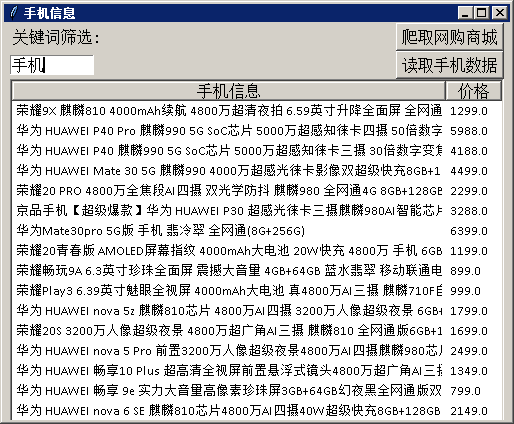 手机信息
关键词筛选:
爬取网购商城
手机
读取手机数据
手机信息 价格
荣耀9X 麒麟810 4000mAh续航 4800万超清夜拍 6.59英寸升降全面屏 全网通 1299.0
华为 HUAWEI P40 Pro 麒麟990 5G SoC芯片 5000万超感知徕卡四摄 50倍数字 5988.0
华为 HUAWEI P40 麒麟990 5G SoC芯片 5000万超感知徕卡三摄 30倍数字变焦 4188.0
华为 HUAWEI Mate 30 5G 麒麟990 4000万超感光徕卡影像双超级快充8GB+1 4499.0
荣耀20 PRO 4800万全焦段AI四摄 双光学防抖 麒麟980 全网通4G 8GB+128GB 2299.0
京品手机【超级爆款】华为 HUAWEI P30 超感光徕卡三摄麒麟980AI智能芯片 3288.0
华为Mate30pro 5G版 手机 翡冷翠 全网通(8G+256G) 6399.0
荣耀20青春版 AMOLED屏幕指纹 4000mAh大电池 20W快充 4800万 手机 6GB 1199.0
荣耀畅玩9A 6.3英寸珍珠全面屏 震撼大音量 4GB+64GB 蓝水翡翠 移动联通电 899.0
荣耀Play3 6.39英寸魅眼全视屏 4000mAh大电池 真4800万AI三摄 麒麟710F自 999.0
华为 HUAWEI nova 5z 麒麟810芯片 4800万AI四摄 3200万人像超级夜景 6GB 1799.0
荣耀20S 3200万人像超级夜景 4800万超广角AI三摄 麒麟810 全网通版6GB+1 1699.0
华为 HUAWEI nova 5 Pro 前置3200万人像超级夜景4800万AI四摄麒麟980芯 2499.0
华为 HUAWEI 畅享10 Plus 超高清全视屏前置悬浮式镜头4800万超广角AI三摄 1349.0
华为 HUAWEI 畅享 9e 实力大音量高像素珍珠屏3GB+64GB幻夜黑全网通版双 799.0
华为 HUAWEI nova 6 SE 麒麟810芯片4800万AI四摄40W超级快充8GB+128GB 2149.0